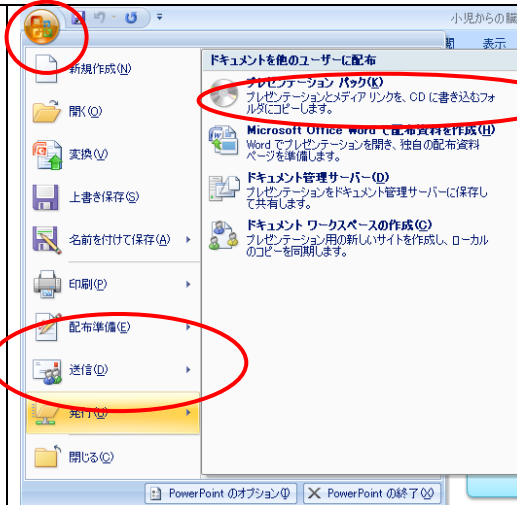 小児からの臓
表示
新規作成(N)
開く(O)
変換(V)
上書き保存(S)
名前を付けて保存(A)
印刷(P)
配布準備(E)
送信(D)
発行(U)
閉じる(C)
ドキュメントを他のユーザーに配布
プレゼンテーション パック(K)
プレゼンテーションとメディア リンクを、CD に書き込むフォ
ルダにコピーします。
Microsoft Office Word で配布資料を作成(H)
Word でプレゼンテーションを開き、独自の配布資料
ページを準備します。
ドキュメント管理サーバー(D)
プレゼンテーションをドキュメント管理サーバーに保存し
て共有します。
ドキュメント ワークスペースの作成(C)
プレゼンテーション用の新しいサイトを作成し、ローカル
のコピーを同期します。
PowerPoint のオプション(I)
PowerPoint の終了(X)